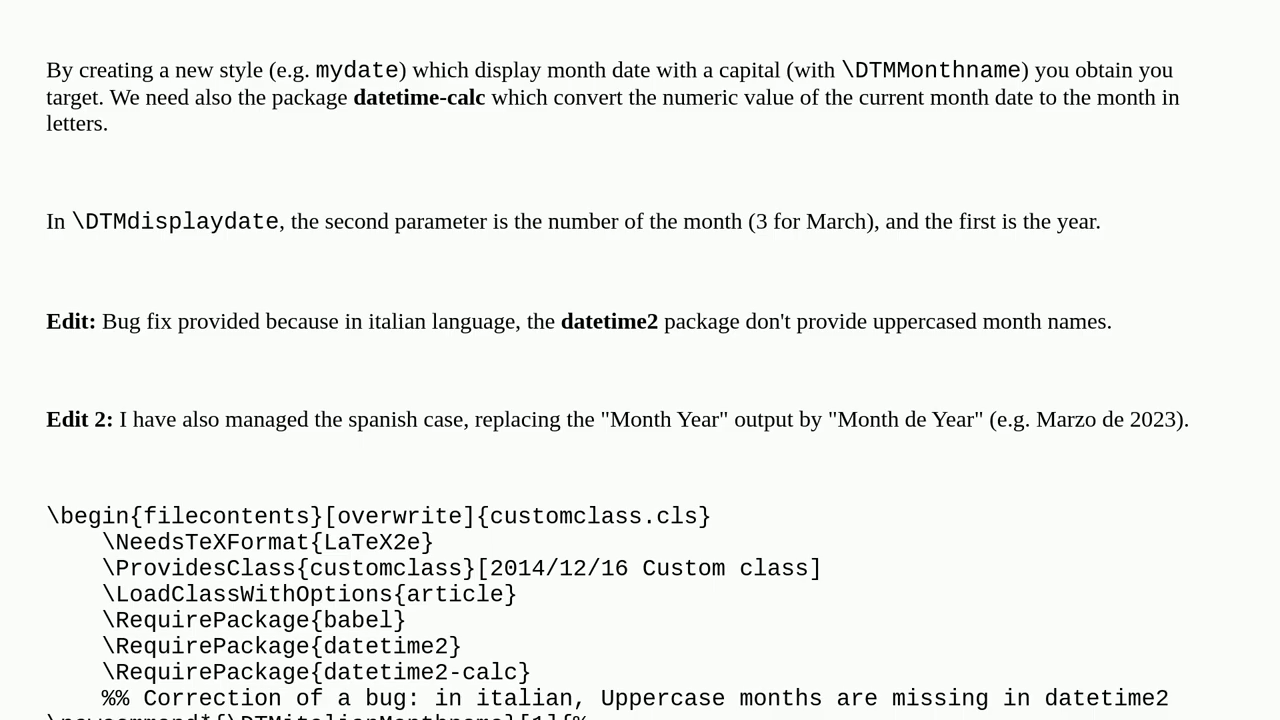 By creating a new style (e.g. mydate) which display month date with a capital (with \DTMMonthname) you obtain you
target. We need also the package datetime-calc which convert the numeric value of the current month date to the month in
letters.
In \DTMdisplaydate, the second parameter is the number of the month (3 for March), and the first is the year.
Edit: Bug fix provided because in italian language, the datetime2 package don't provide uppercased month names.
Edit 2: I have also managed the spanish case, replacing the "Month Year" output by "Month de Year" (e.g. Marzo de 2023).
\begin{filecontents}[overwrite]{customclass.cls}
    \NeedsTeXFormat{LaTeX2e}
    \ProvidesClass{customclass}[2014/12/16 Custom class]
    \LoadClassWithOptions{article}
    \RequirePackage{babel}
    \RequirePackage{datetime2}
    \RequirePackage{datetime2-calc}
    %% Correction of a bug: in italian, Uppercase months are missing in datetime2
\newcommand*{\DTMitalianMonthname}[1]{%